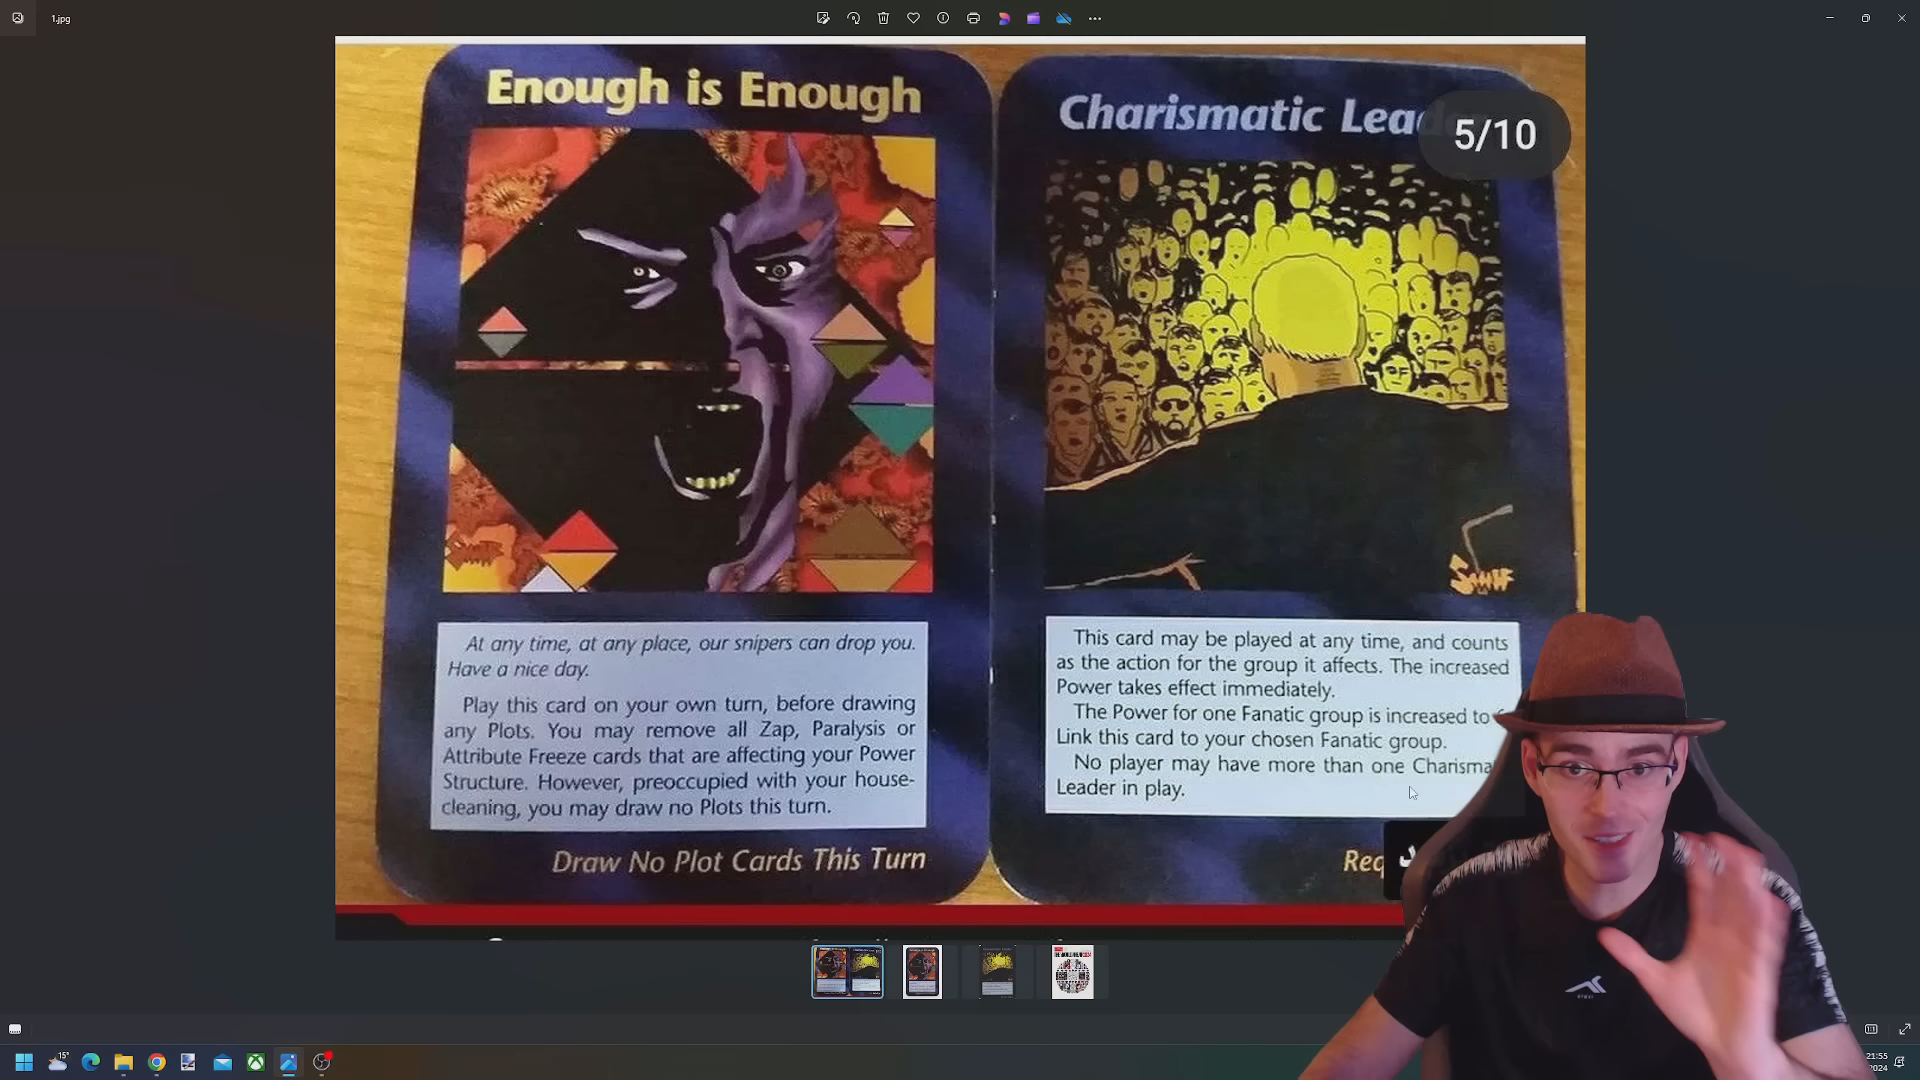 1.jpg
Enough is Enough
Charismatic Lea
5/10
At any time, at any place, our snipers can drop you.
Have a nice day.
Play this card on your own turn, before drawing
any Plots. You may remove all Zap, Paralysis or
Attribute Freeze cards that are affecting your Power
Structure. However, preoccupied with your house-
cleaning, you may draw no Plots this turn.
Draw No Plot Cards This Turn
This card may be played at any time, and counts
as the action for the group it affects. The increased
Power takes effect immediately.
The Power for one Fanatic group is increased to
Link this card to your chosen Fanatic group.
No player may have more than one Charisma
Leader in play.
Req
15°
21:55
2024